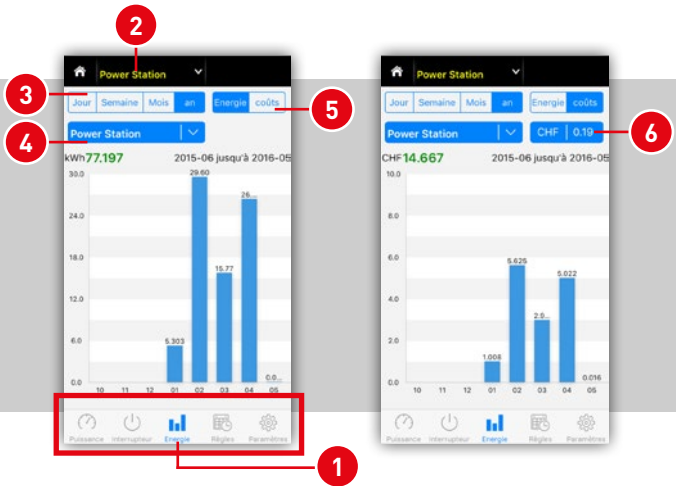 2
Power Station
Jour Semaine Mois an Energie coûts
3
5
Power Station
4
kWh 77.197 2015-06 jusqu'à 2016-05
30.0
24.0
18.0
12.0
6.0
0.0
5.303
29.60
15.77
26...
0.0...
10 11 12 01 02 03 04 05
Puissance Interrupteur Energie Règles Paramètres
1
Power Station
Jour Semaine Mois an Energie coûts
Power Station CHF 0.19
6
CHF 14.667 2015-06 jusqu'à 2016-05
10.0
8.0
6.0
4.0
2.0
0.0
1.008
5.625
2.9...
5.022
0.016
10 11 12 01 02 03 04 05
Puissance Interrupteur Energie Règles Paramètres